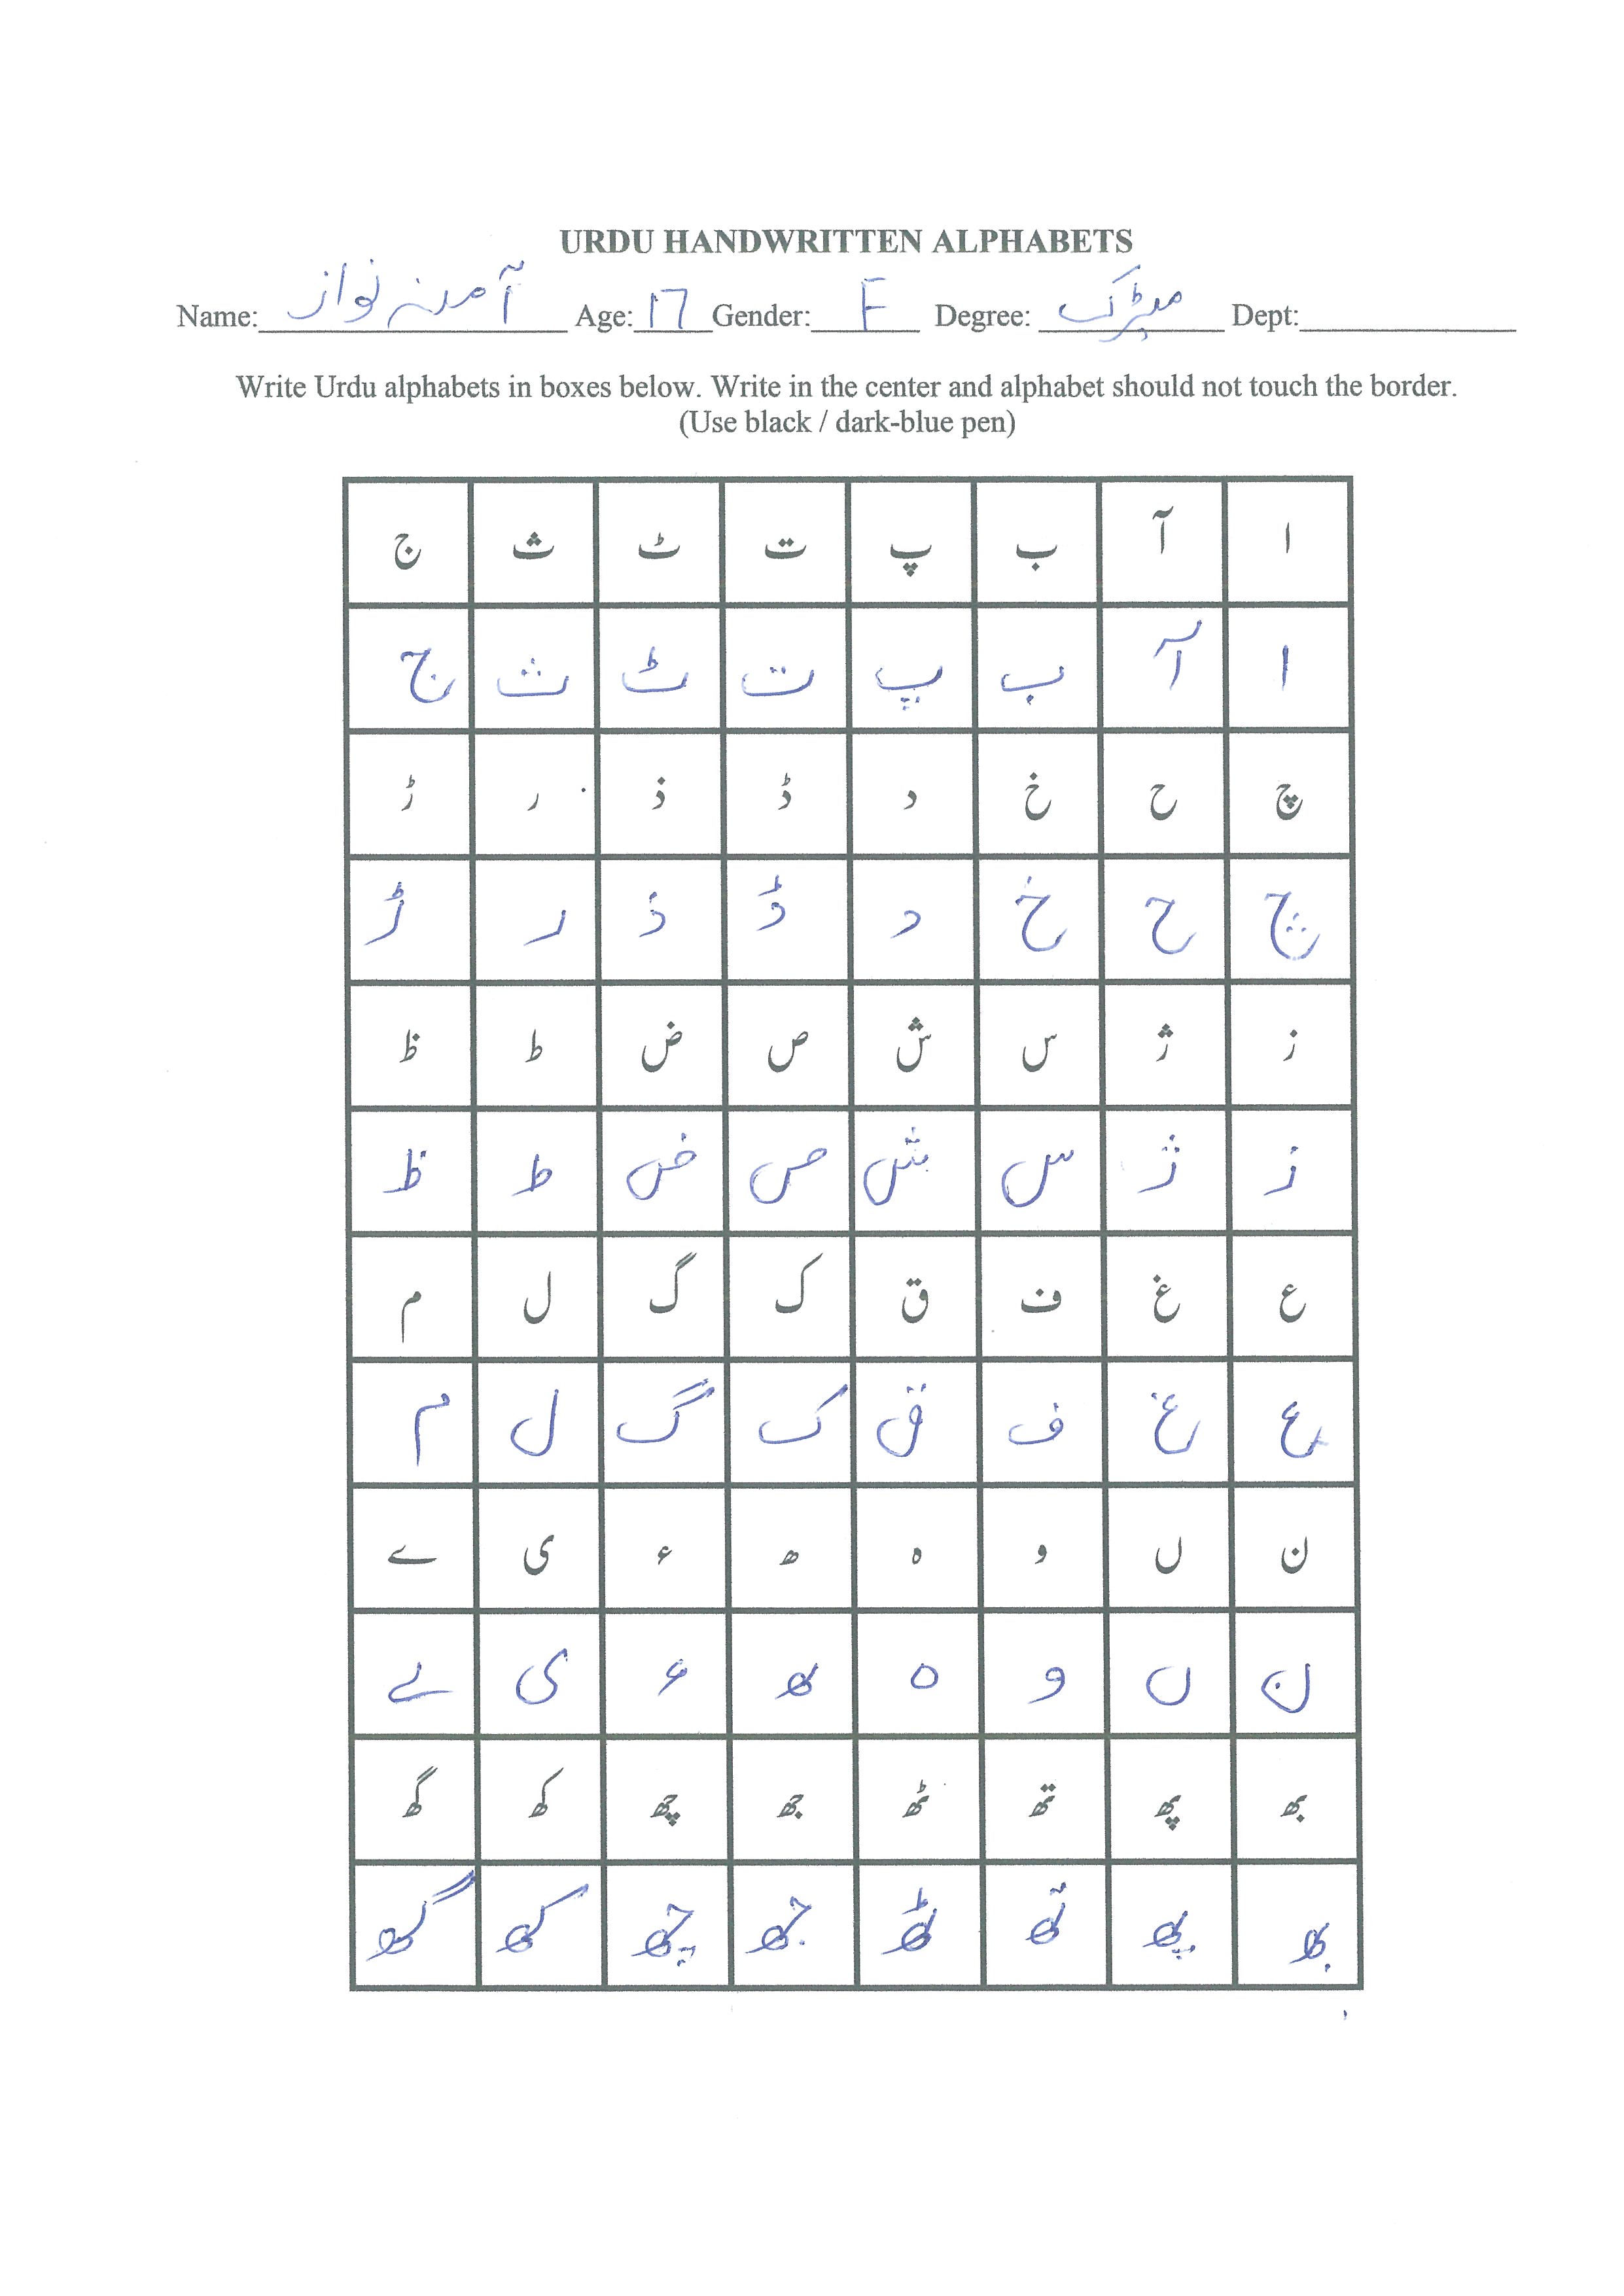 URDU HANDWRITTEN ALPHABETS
Name: آمنہ نواز Age: 17 Gender: F Degree: میٹرک Dept:
Write Urdu alphabets in boxes below. Write in the center and alphabet should not touch the border.
(Use black / dark-blue pen)
ا آ ب پ ت ٹ ث ج
ا آ ب پ ت ٹ ث ج
چ ح خ د ڈ ذ ر ڑ
چ ح خ د ڈ ذ ر ڑ
ز ژ س ش ص ض ط ظ
ز ژ س ش ص ض ط ظ
ع غ ف ق ک گ ل م
ع غ ف ق ک گ ل م
ن ں و ہ ھ ء ی ے
ن ں و ہ ھ ء ی ے
بھ پھ تھ ٹھ جھ چھ کھ گھ
بھ پھ تھ ٹھ جھ چھ کھ گھ